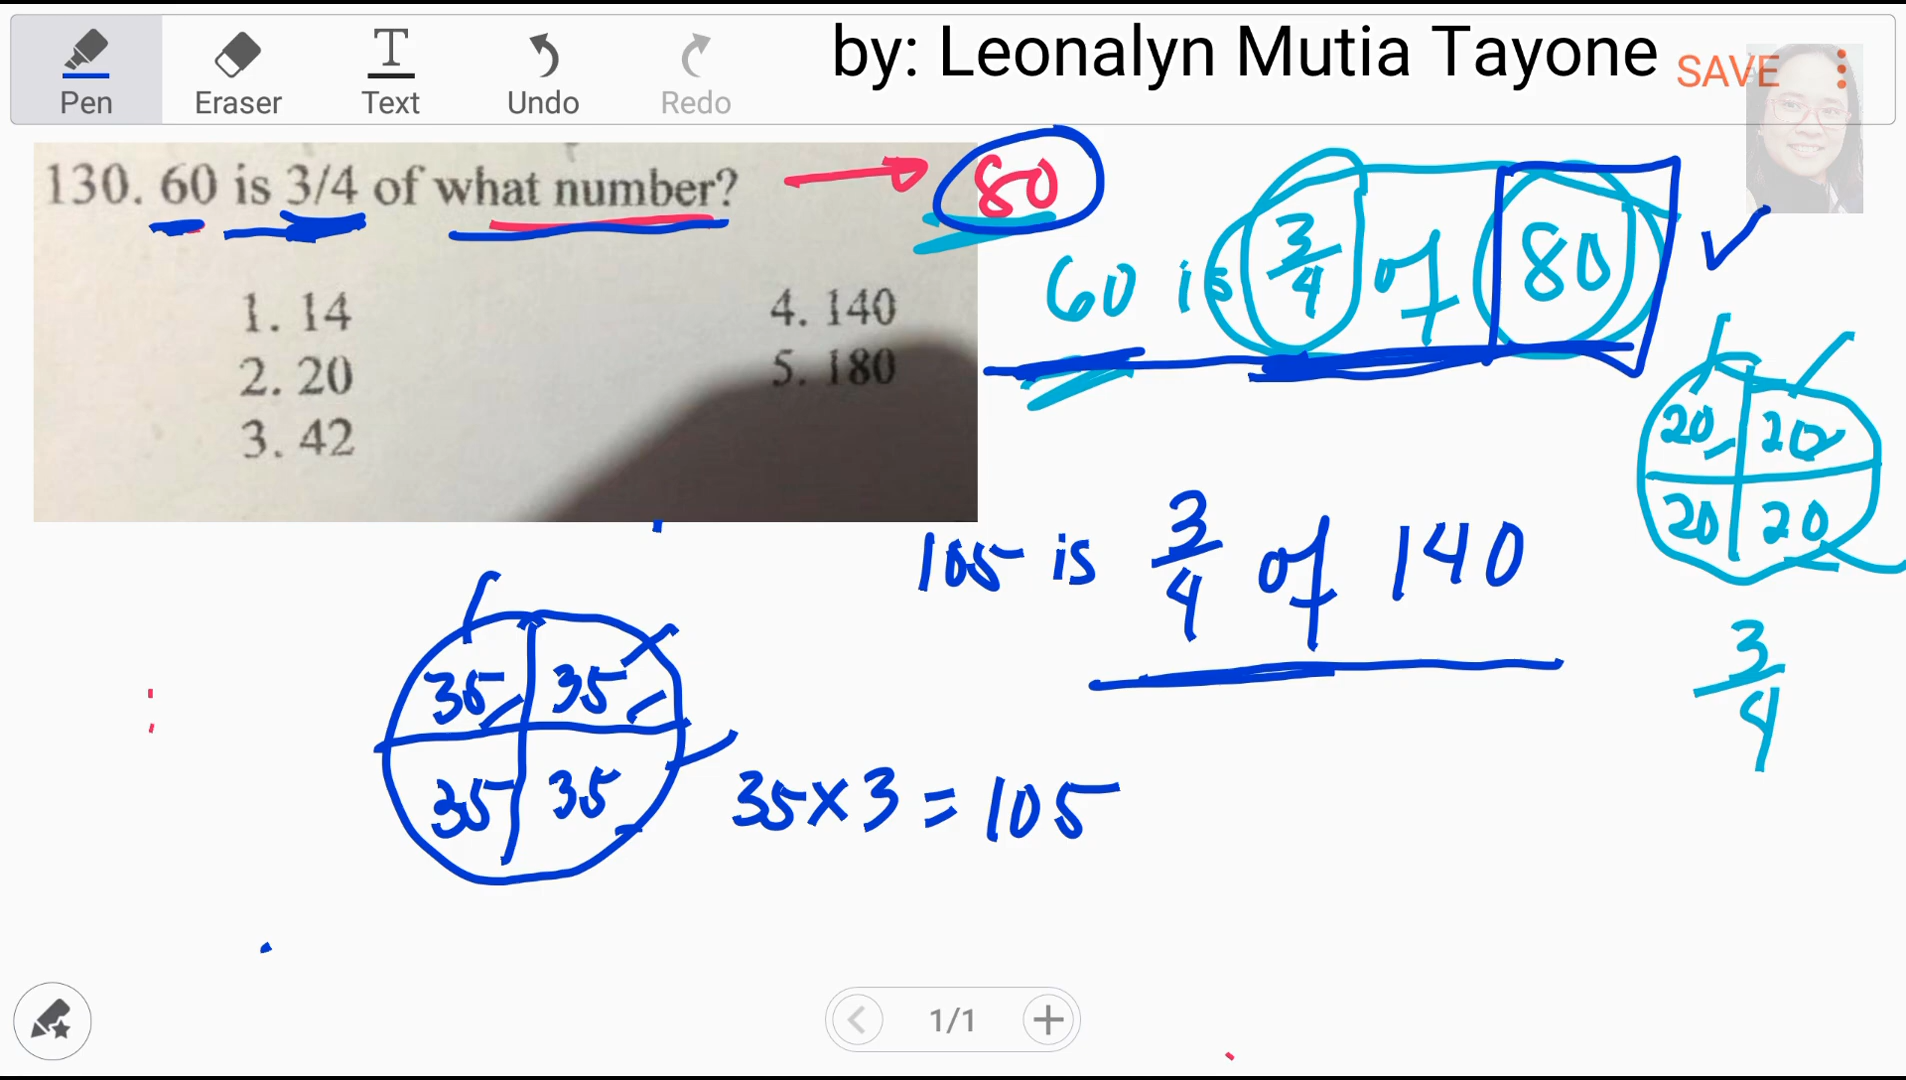 by: Leonalyn Mutia Tayone
SAVE
Pen
Eraser
Text
Undo
Redo
130. 60 is 3/4 of what number?
80
1. 14
2. 20
3. 42
4. 140
5. 180
60 is 3/4 of 80
20 20
20 20
3/4
105 is 3/4 of 140
35 35
35 35
35 x 3 = 105
1/1